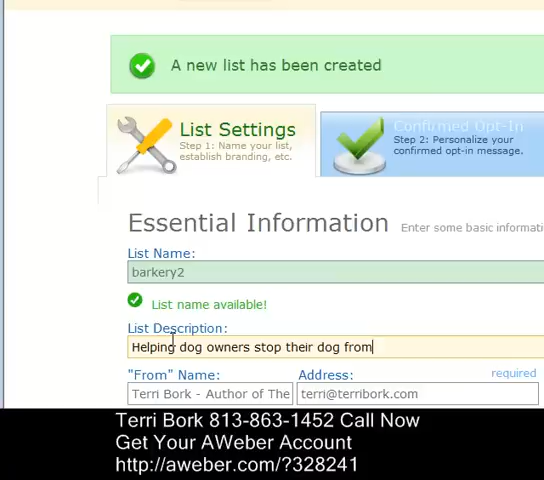 A new list has been created
List Settings
Step 1: Name your list,
establish branding, etc.
Confirmed Opt-In
Step 2: Personalize your
confirmed opt-in message.
Essential Information
Enter some basic informati
List Name:
barkery2
List name available!
List Description:
Helping dog owners stop their dog from
"From" Name:
Address:
required
Terri Bork - Author of The
terri@terribork.com
Terri Bork 813-863-1452 Call Now
Get Your AWeber Account
http://aweber.com/?328241